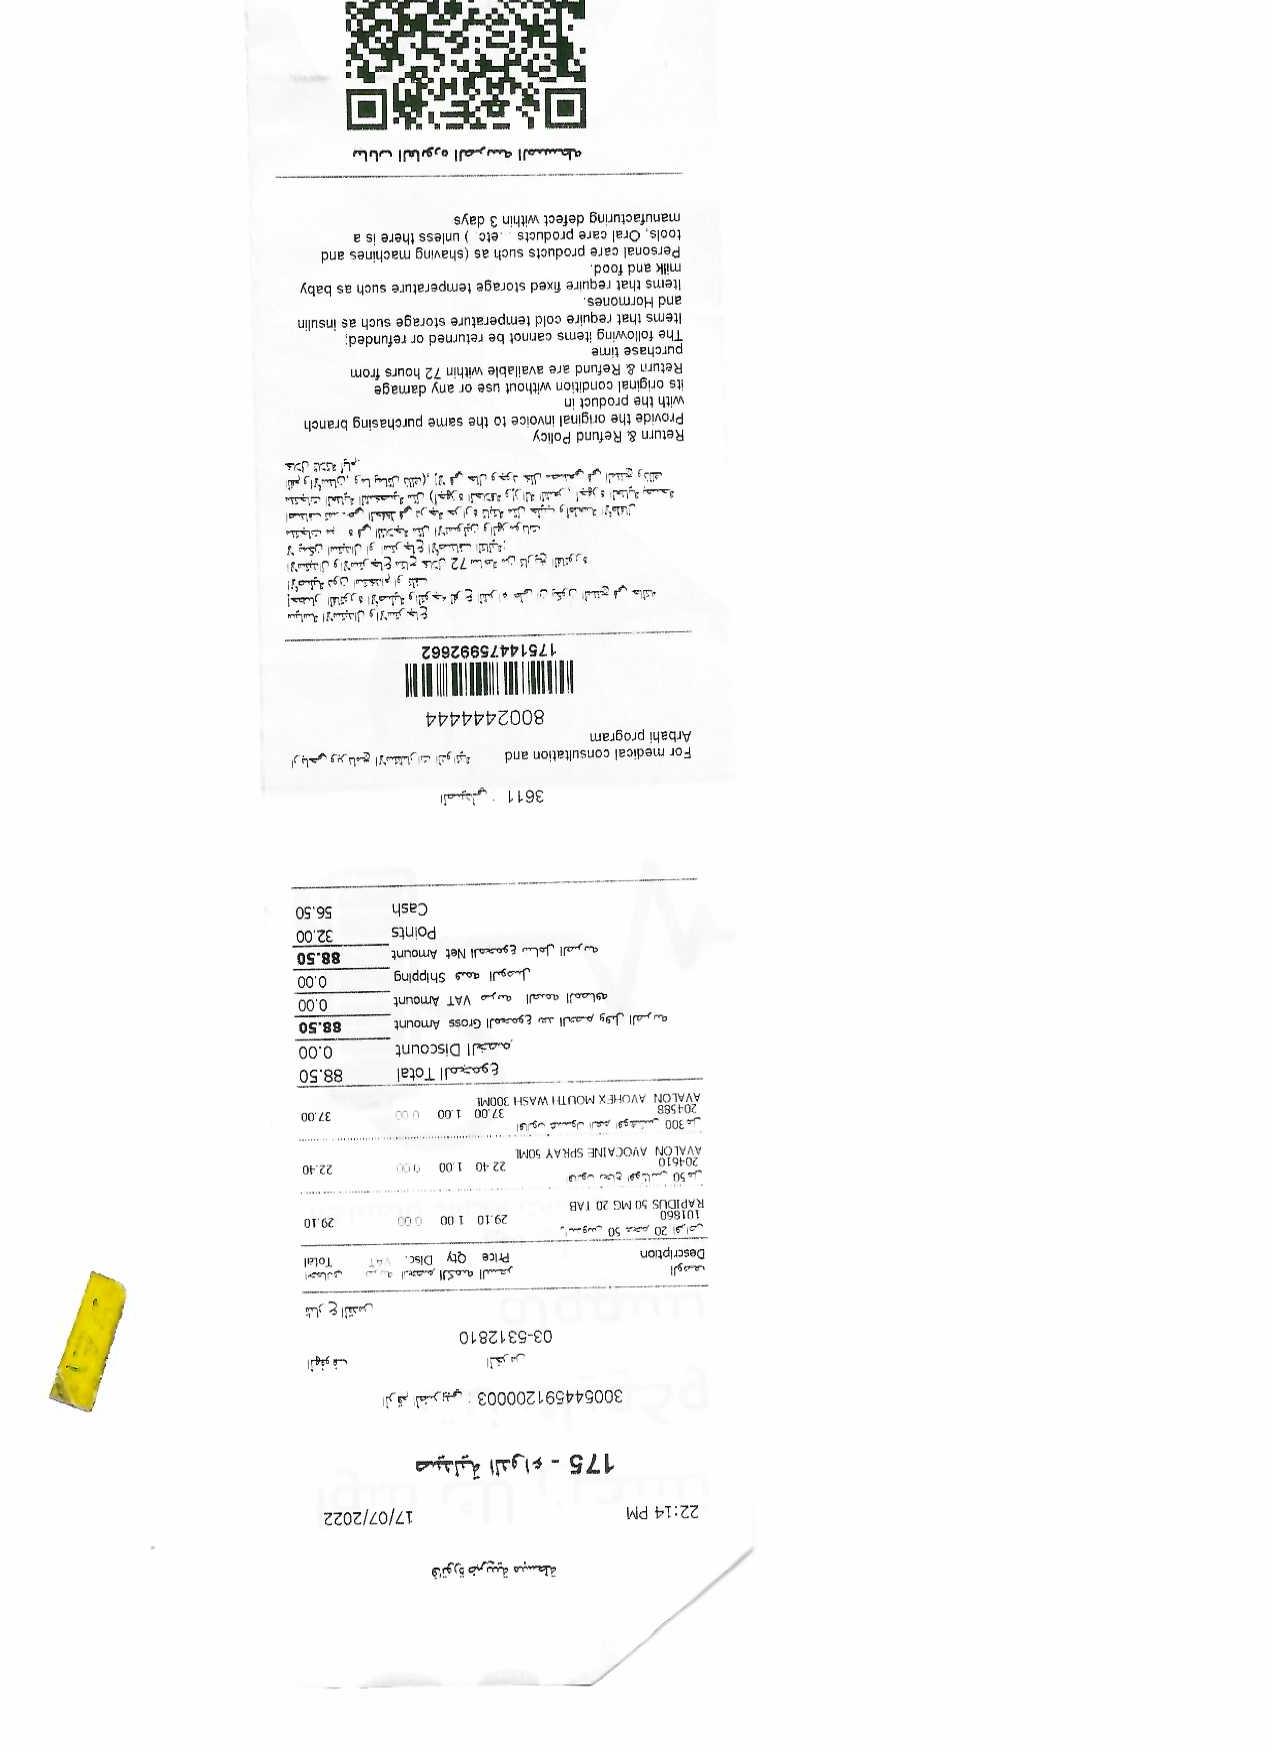 فاتورة ضريبية مبسطة
22:14 PM 17/07/2022
صيدلية الدواء - 175
الرقم الضريبي : 300544591200003
الهفوف الخرس
03-5312810
شارع القدس
الوصف السعر الكمية الخصم ضريبة اجمالي
Description Price Qty Disc. VAT Total
50 مجم 20 اقراص
101860 29.10 1.00 0.00 29.10
RAPIDUS 50 MG 20 TAB
افالون بخاخ افوكايين 50مل
204610 22.40 1.00 0.00 22.40
AVALON AVOCAINE SPRAY 50ML
افالون غسول الفم افوهكس 300مل
204588 37.00 1.00 0.00 37.00
AVALON AVOHEX MOUTH WASH 300ML
المجموع Total 88.50
الخصم Discount 0.00
المجموع بعد الخصم وقبل الضريبة Gross Amount 88.50
ضريبة القيمة المضافة VAT Amount 0.00
قيمة التوصيل Shipping 0.00
المجموع شامل الضريبة Net Amount 88.50
Points 32.00
Cash 56.50
الصيدلي : 3611
For medical consultation and ارباحي وبرنامج الاستشارات الدوائية
Arbahi program
8002444444
17514475992662
سياسة الاستبدال والاسترجاع
إحضار الفاتورة الأصلية والتوجه لفرع الشراء على ان يكون المنتج في حالته
الأصلية دون استخدام او تلف
الاستبدال والاسترجاع متاح خلال 72 ساعة من تاريخ الفاتورة
لا يمكن استبدال او استرجاع الأصناف التالية:
منتجات في الثلاجة مثل الانسولين والهرمونات
اصناف تستدعي الحفظ في درجة حرارة ثابتة مثل حليب وأطعمة الأطفال
منتجات العناية الشخصية مثل (أجهزة الحلاقة وإزالة الشعر, أجهزة العناية بصحة
الفم والأسنان, وما يماثل ذلك), إلا في حال وجود خلل مصنعي في المنتج وذلك
خلال ثلاثة أيام.
Return & Refund Policy
Provide the original invoice to the same purchasing branch
with the product in
its original condition without use or any damage
Return & Refund are available within 72 hours from
purchase time
The following items cannot be returned or refunded;
Items that require cold temperature storage such as insulin
and Hormones.
Items that require fixed storage temperature such as baby
milk and food.
Personal care products such as (shaving machines and
tools, Oral care products ...etc. ) unless there is a
manufacturing defect within 3 days
بيانات الفاتورة الضريبية المبسطة